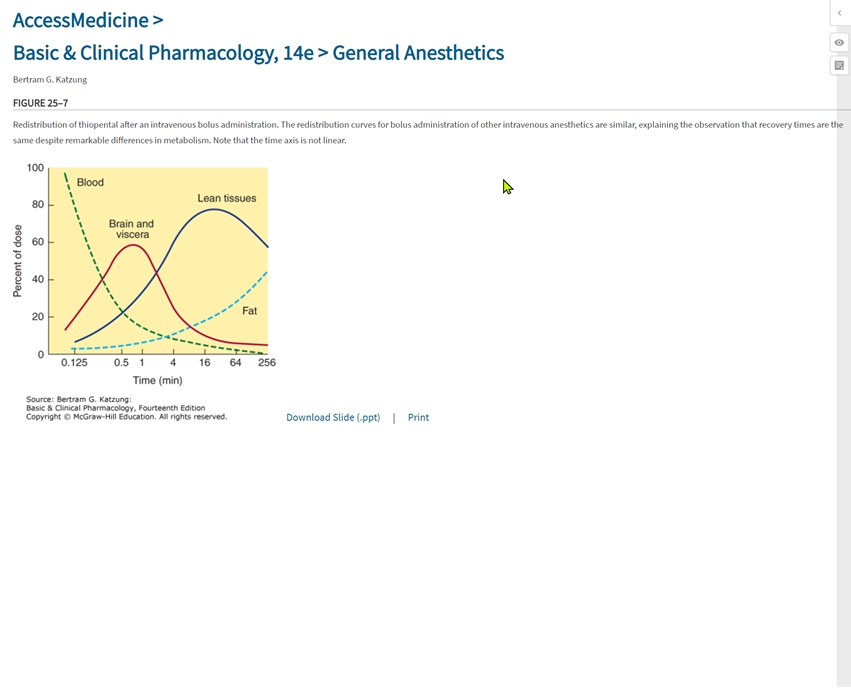 AccessMedicine >
Basic & Clinical Pharmacology, 14e > General Anesthetics
Bertram G. Katzung
FIGURE 25–7
Redistribution of thiopental after an intravenous bolus administration. The redistribution curves for bolus administration of other intravenous anesthetics are similar, explaining the observation that recovery times are the
same despite remarkable differences in metabolism. Note that the time axis is not linear.
100
80
60
40
20
0
Percent of dose
Blood
Brain and
viscera
Lean tissues
Fat
0.125 0.5 1 4 16 64 256
Time (min)
Source: Bertram G. Katzung:
Basic & Clinical Pharmacology, Fourteenth Edition
Copyright © McGraw-Hill Education. All rights reserved.
Download Slide (.ppt) | Print